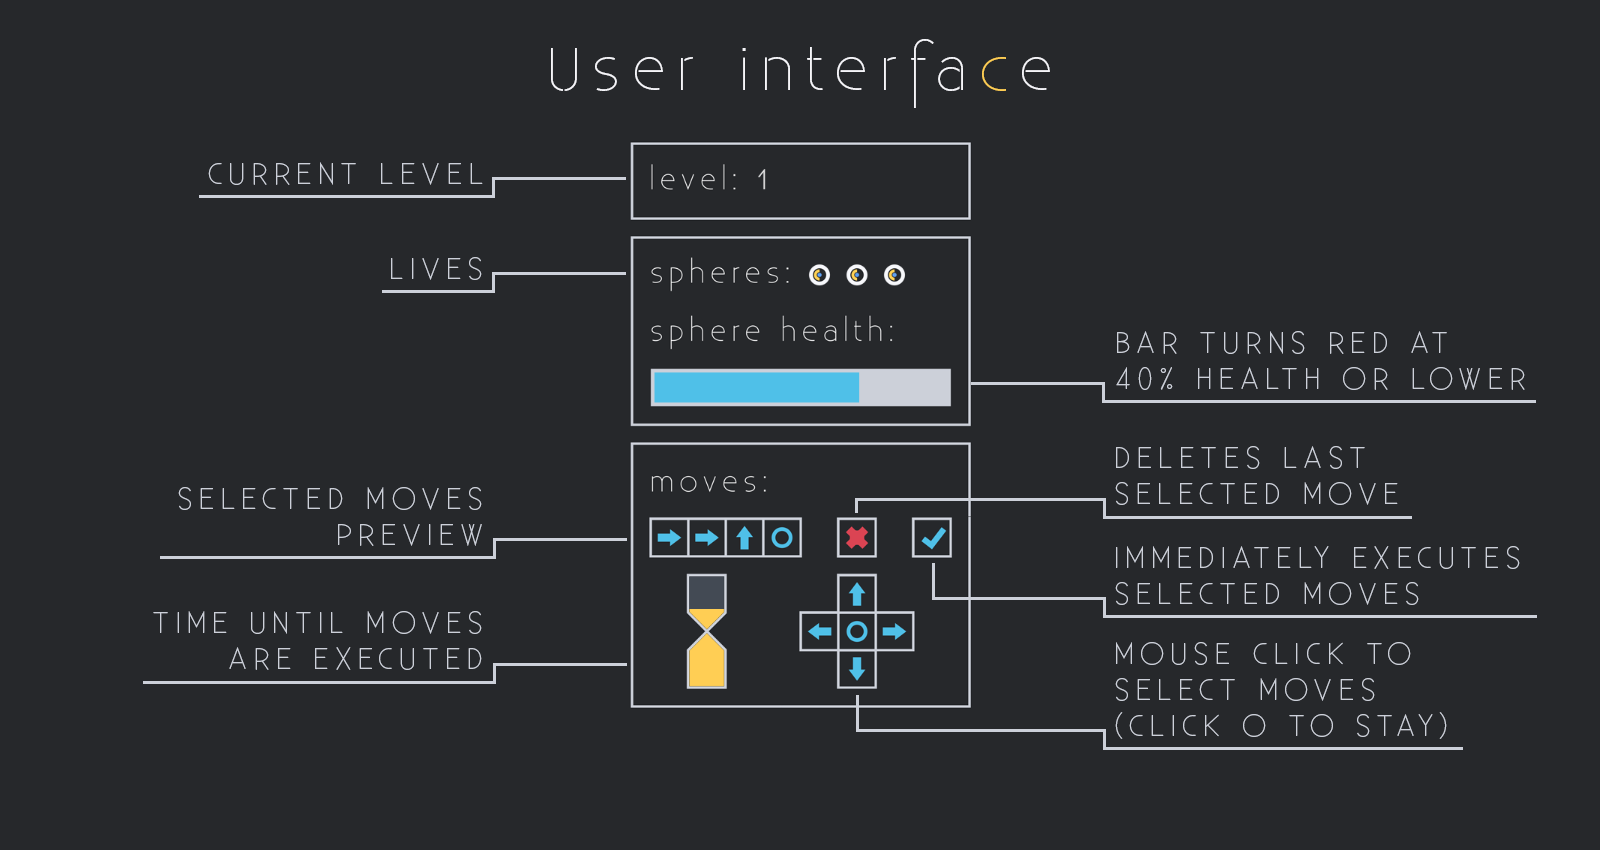 User interface
CURRENT LEVEL
level: 1
LIVES
spheres:
sphere health:
BAR TURNS RED AT
40% HEALTH OR LOWER
moves:
DELETES LAST
SELECTED MOVE
SELECTED MOVES
PREVIEW
IMMEDIATELY EXECUTES
SELECTED MOVES
TIME UNTIL MOVES
ARE EXECUTED
MOUSE CLICK TO
SELECT MOVES
(CLICK O TO STAY)